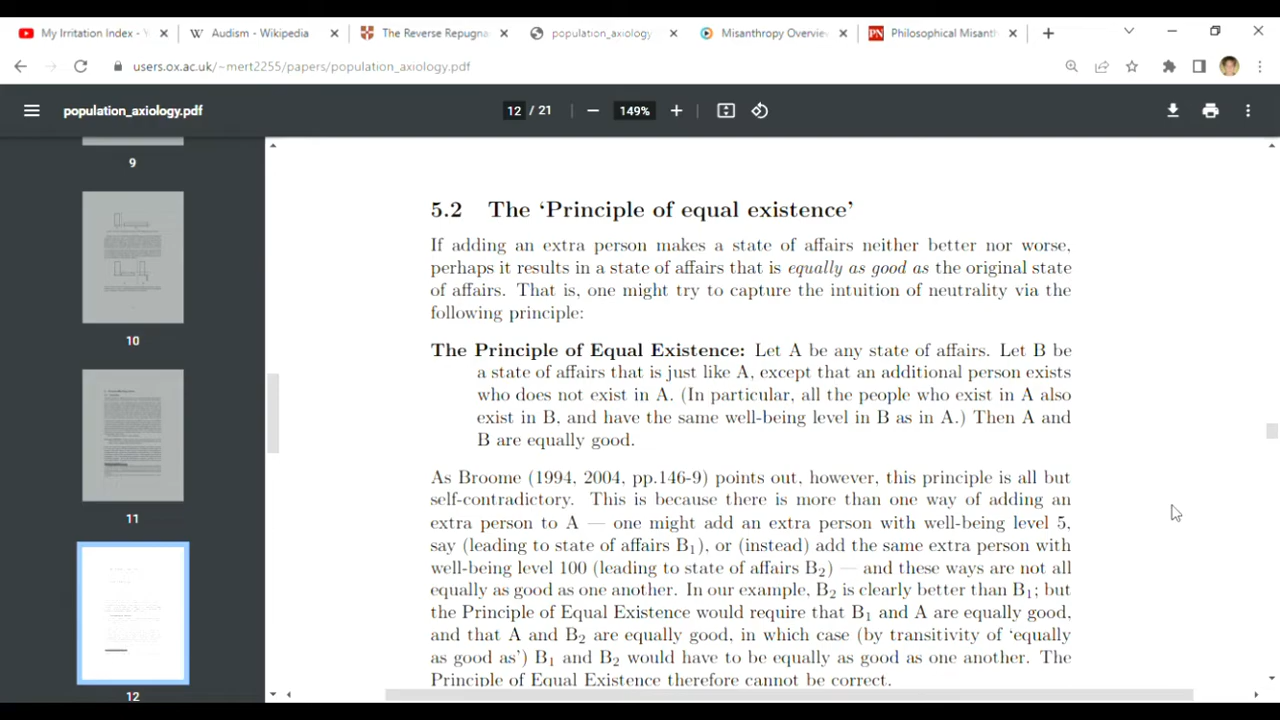 My Irritation Index -
Audism - Wikipedia
The Reverse Repugna
population_axiology
Misanthropy Overvie
PN
Philosophical Misanth
users.ox.ac.uk/~mert2255/papers/population_axiology.pdf
population_axiology.pdf
12 / 21
149%
9
10
11
12
5.2 The ‘Principle of equal existence’
If adding an extra person makes a state of affairs neither better nor worse,
perhaps it results in a state of affairs that is equally as good as the original state
of affairs. That is, one might try to capture the intuition of neutrality via the
following principle:
The Principle of Equal Existence: Let A be any state of affairs. Let B be
a state of affairs that is just like A, except that an additional person exists
who does not exist in A. (In particular, all the people who exist in A also
exist in B, and have the same well-being level in B as in A.) Then A and
B are equally good.
As Broome (1994, 2004, pp.146-9) points out, however, this principle is all but
self-contradictory. This is because there is more than one way of adding an
extra person to A — one might add an extra person with well-being level 5,
say (leading to state of affairs B1), or (instead) add the same extra person with
well-being level 100 (leading to state of affairs B2) — and these ways are not all
equally as good as one another. In our example, B2 is clearly better than B1; but
the Principle of Equal Existence would require that B1 and A are equally good,
and that A and B2 are equally good, in which case (by transitivity of ‘equally
as good as’) B1 and B2 would have to be equally as good as one another. The
Principle of Equal Existence therefore cannot be correct.